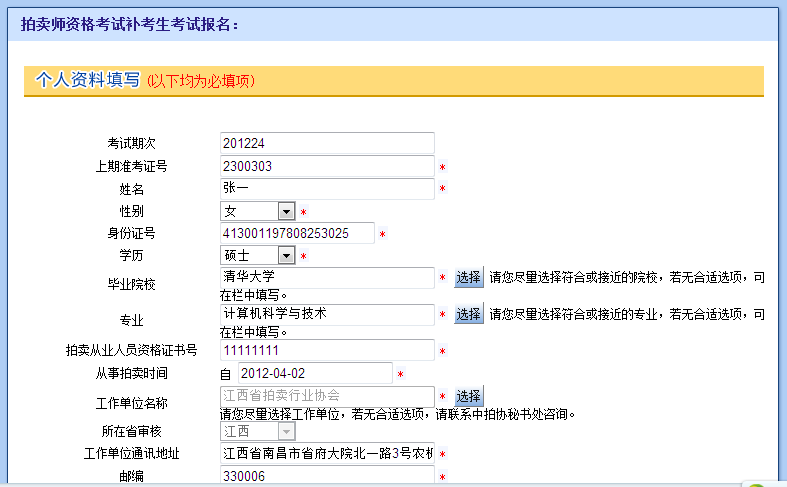 拍卖师资格考试补考生考试报名：
个人资料填写 (以下均为必填项)
考试期次 201224
上期准考证号 2300303 *
姓名 张一 *
性别 女 *
身份证号 413001197808253025 *
学历 硕士 *
毕业院校 清华大学 * 选择 请您尽量选择符合或接近的院校，若无合适选项，可
在栏中填写。
专业 计算机科学与技术 * 选择 请您尽量选择符合或接近的专业，若无合适选项，可
在栏中填写。
拍卖从业人员资格证书号 11111111 *
从事拍卖时间 自 2012-04-02 *
工作单位名称 江西省拍卖行业协会 * 选择
请您尽量选择工作单位，若无合适选项，请联系中拍协秘书处咨询。
所在省审核 江西
工作单位通讯地址 江西省南昌市省府大院北一路3号农机 *
邮编 330006 *